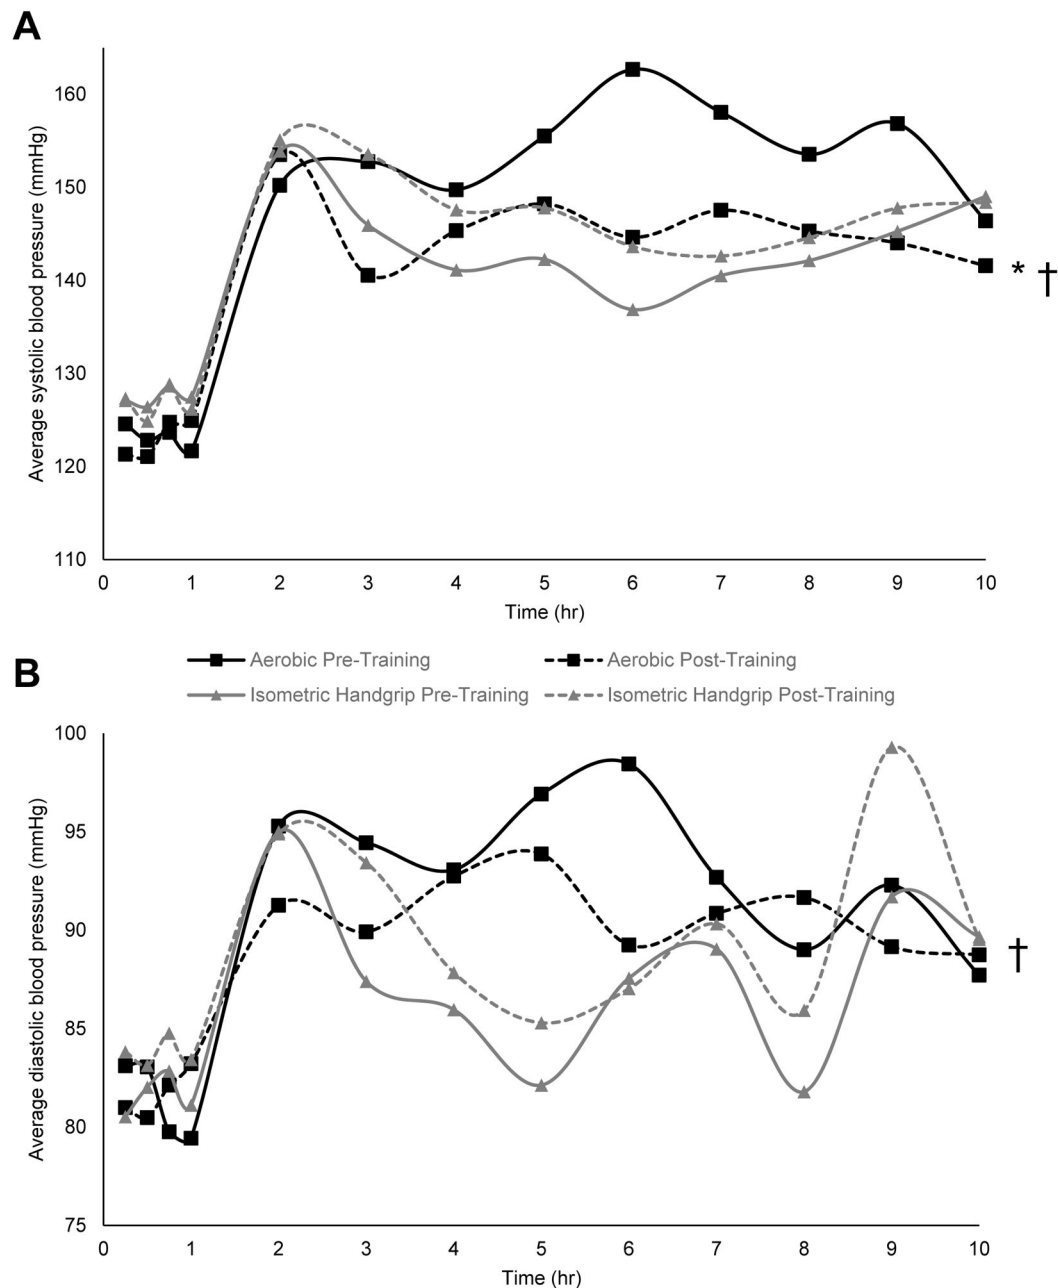 A
Average systolic blood pressure (mmHg)
160
150
140
130
120
110
0 1 2 3 4 5 6 7 8 9 10
Time (hr)
* †
Aerobic Pre-Training Aerobic Post-Training
Isometric Handgrip Pre-Training Isometric Handgrip Post-Training
B
Average diastolic blood pressure (mmHg)
100
95
90
85
80
75
0 1 2 3 4 5 6 7 8 9 10
Time (hr)
†